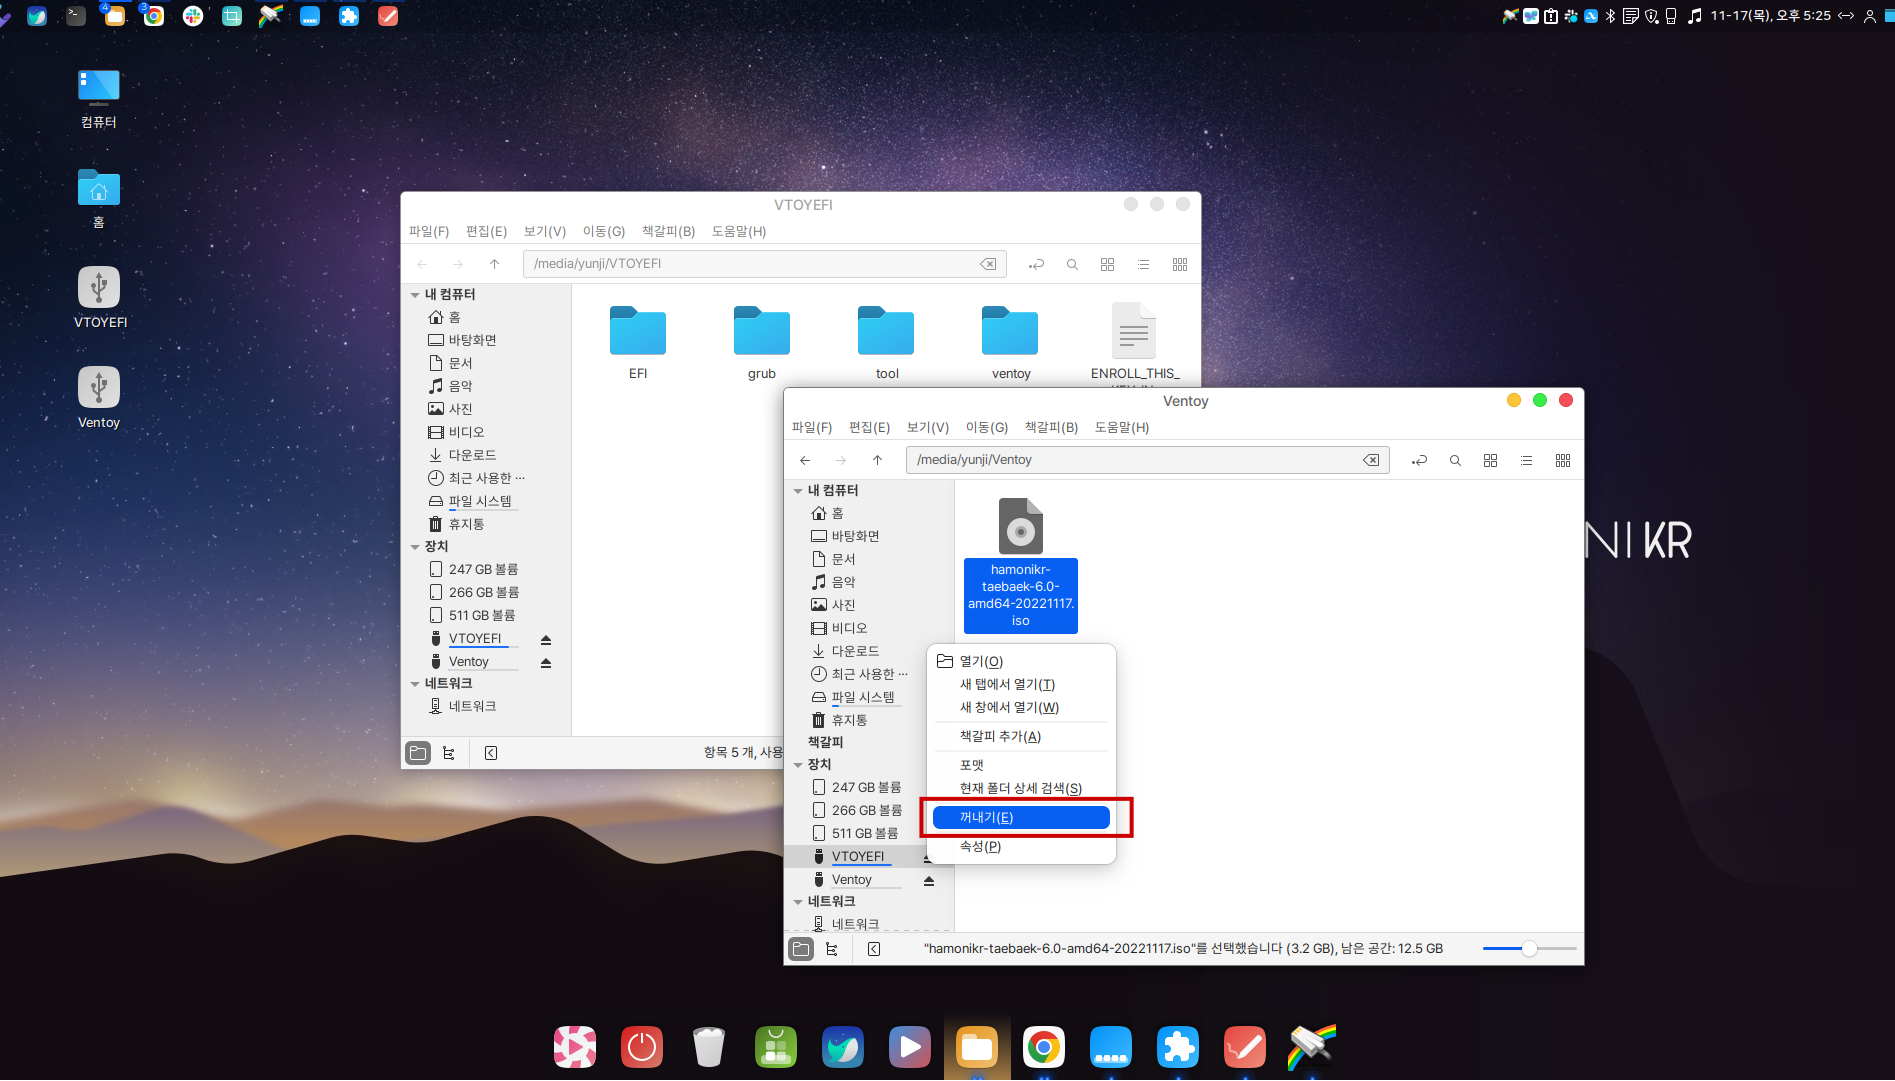 4
3
11-17(목), 오후 5:25
컴퓨터
홈
VTOYEFI
Ventoy
VTOYEFI
파일(F) 편집(E) 보기(V) 이동(G) 책갈피(B) 도움말(H)
/media/yunji/VTOYEFI
내 컴퓨터
홈
바탕화면
문서
음악
사진
비디오
다운로드
최근 사용한 ···
파일 시스템
휴지통
장치
247 GB 볼륨
266 GB 볼륨
511 GB 볼륨
VTOYEFI
Ventoy
네트워크
네트워크
EFI
grub
tool
ventoy
ENROLL_THIS_
항목 5 개, 사용
Ventoy
파일(F) 편집(E) 보기(V) 이동(G) 책갈피(B) 도움말(H)
/media/yunji/Ventoy
내 컴퓨터
홈
바탕화면
문서
음악
사진
비디오
다운로드
최근 사용한 ···
파일 시스템
휴지통
책갈피
장치
247 GB 볼륨
266 GB 볼륨
511 GB 볼륨
VTOYEFI
Ventoy
네트워크
네트워크
hamonikr-
taebaek-6.0-
amd64-20221117.
iso
열기(O)
새 탭에서 열기(T)
새 창에서 열기(W)
책갈피 추가(A)
포맷
현재 폴더 상세 검색(S)
꺼내기(E)
속성(P)
"hamonikr-taebaek-6.0-amd64-20221117.iso"를 선택했습니다 (3.2 GB), 남은 공간: 12.5 GB
NIKR